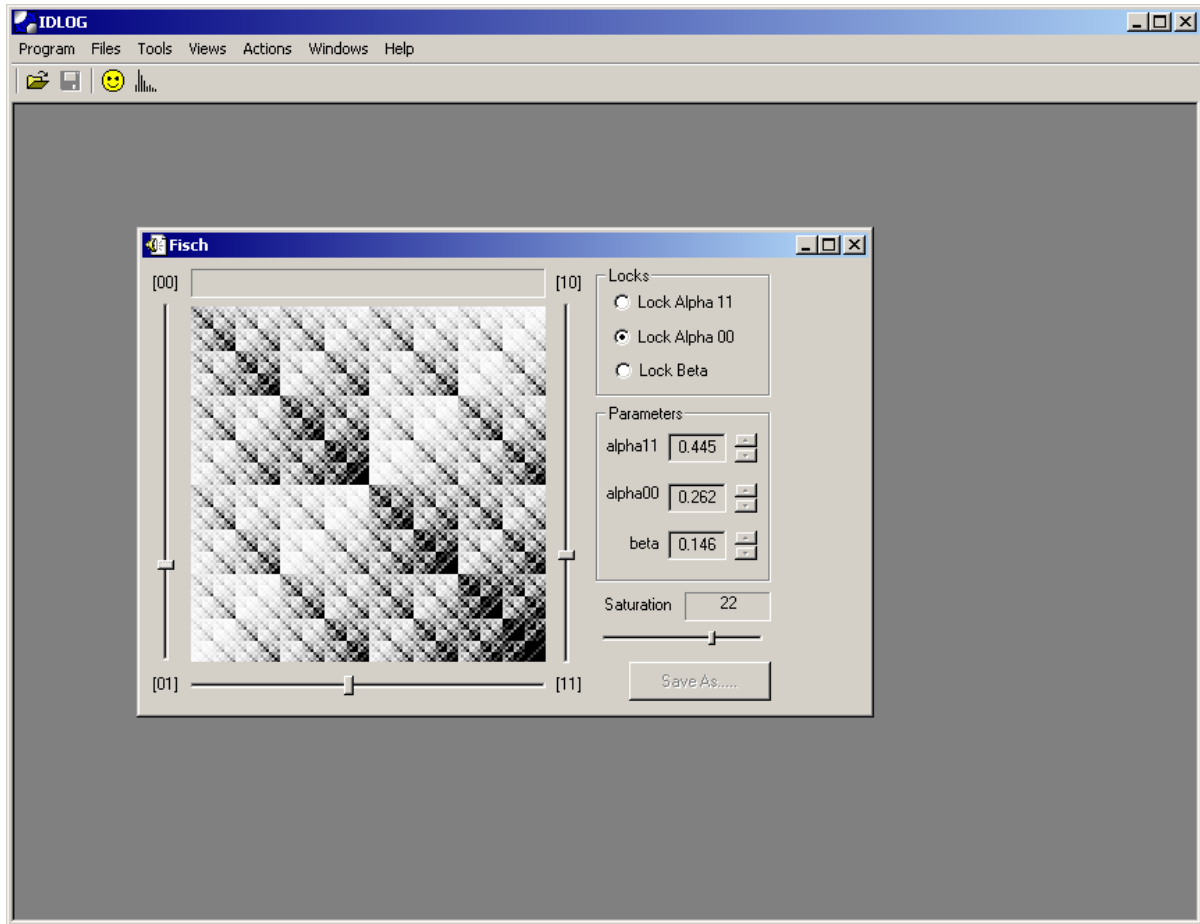 IDLOG
Program Files Tools Views Actions Windows Help
Fisch
[00]
[10]
[01]
[11]
Locks
Lock Alpha 11
Lock Alpha 00
Lock Beta
Parameters
alpha11 0.445
alpha00 0.262
beta 0.146
Saturation 22
Save As.....